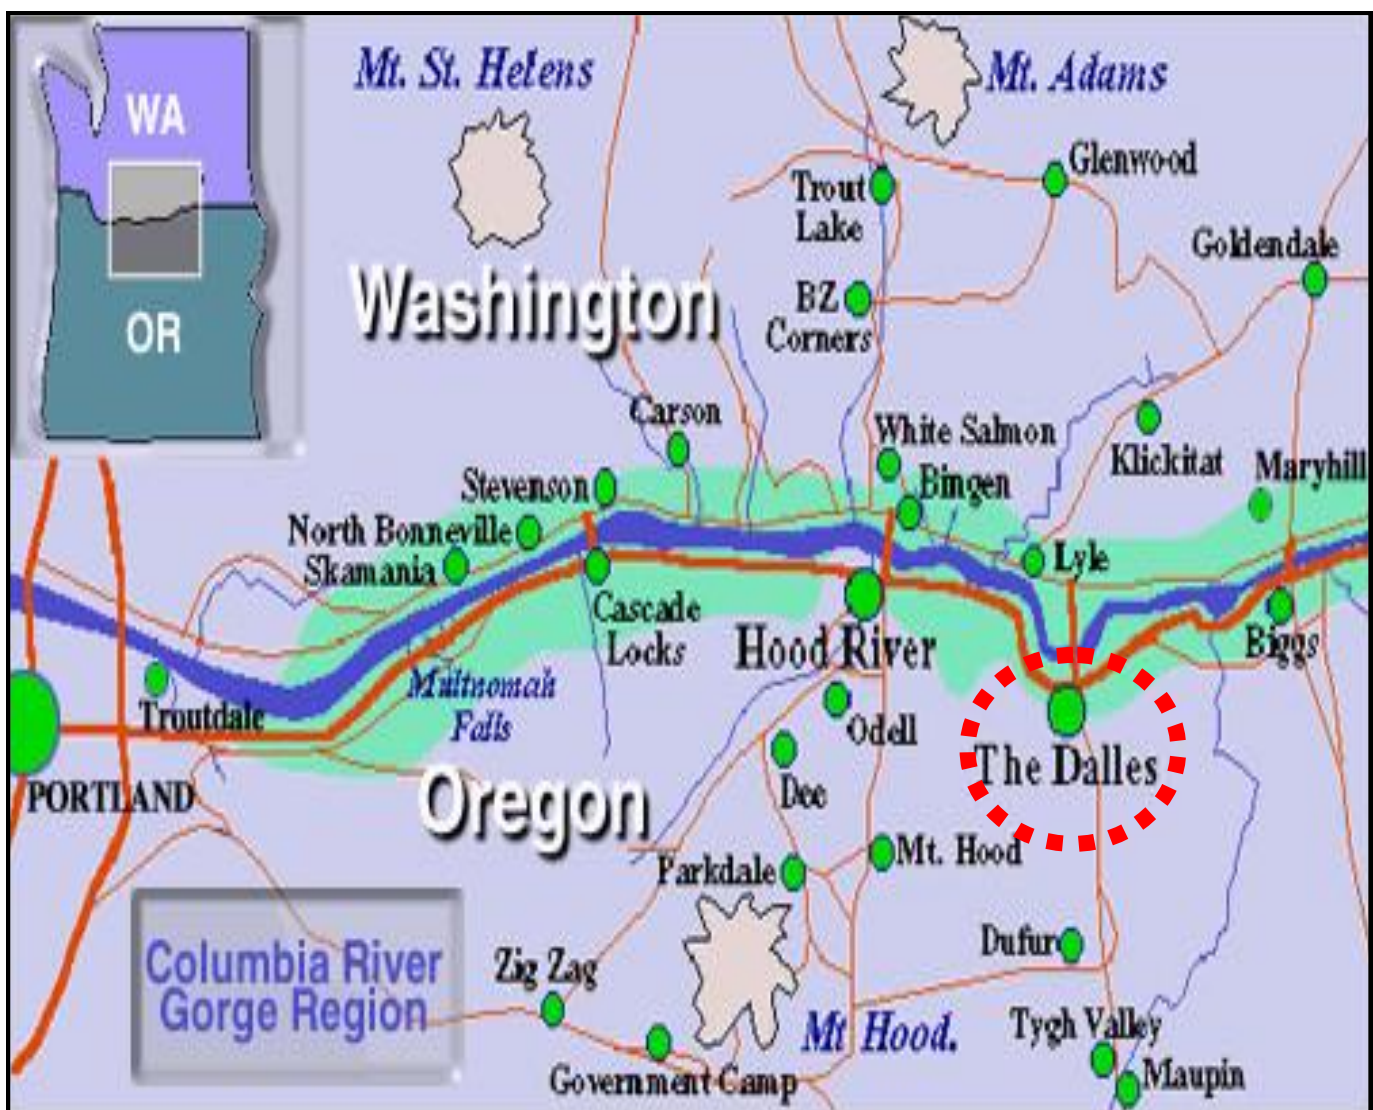 Mt. St. Helens
Mt. Adams
WA
OR
Glenwood
Trout
Lake
Goldendale
Washington
BZ
Corners
Carson
White Salmon
Klickitat
Maryhill
Stevenson
Bingen
North Bonneville
Skamania
Lyle
Cascade
Locks
Hood River
Biggs
Multnomah
Falls
Troutdale
Odell
The Dalles
PORTLAND
Oregon
Dee
Parkdale
Mt. Hood
Dufur
Columbia River
Gorge Region
Zig Zag
Mt Hood.
Tygh Valley
Government Camp
Maupin